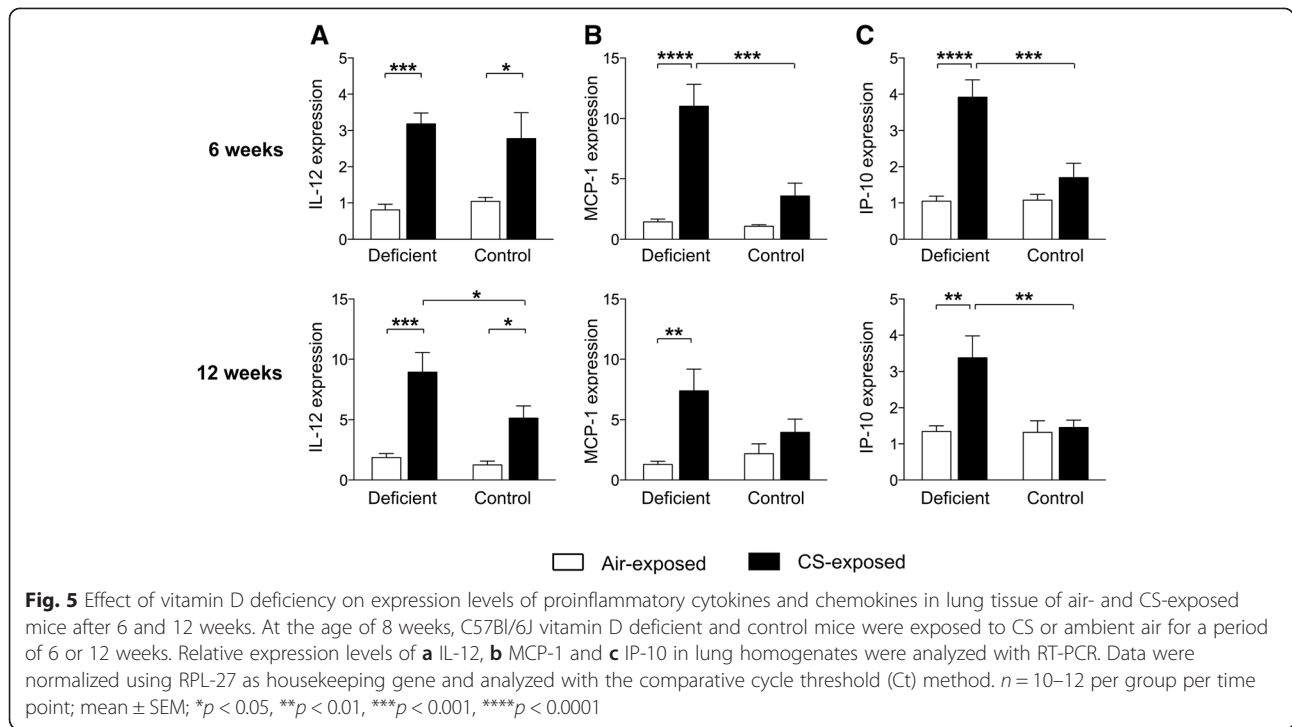 A B C
6 weeks
IL-12 expression
5
4
3
2
1
0
*** *
Deficient Control
MCP-1 expression
15
10
5
0
**** ***
Deficient Control
IP-10 expression
5
4
3
2
1
0
**** ***
Deficient Control
12 weeks
IL-12 expression
15
10
5
0
*** * *
Deficient Control
MCP-1 expression
15
10
5
0
**
Deficient Control
IP-10 expression
5
4
3
2
1
0
** **
Deficient Control
Air-exposed CS-exposed
Fig. 5 Effect of vitamin D deficiency on expression levels of proinflammatory cytokines and chemokines in lung tissue of air- and CS-exposed
mice after 6 and 12 weeks. At the age of 8 weeks, C57Bl/6J vitamin D deficient and control mice were exposed to CS or ambient air for a period
of 6 or 12 weeks. Relative expression levels of a IL-12, b MCP-1 and c IP-10 in lung homogenates were analyzed with RT-PCR. Data were
normalized using RPL-27 as housekeeping gene and analyzed with the comparative cycle threshold (Ct) method. n = 10–12 per group per time
point; mean ± SEM; *p < 0.05, **p < 0.01, ***p < 0.001, ****p < 0.0001